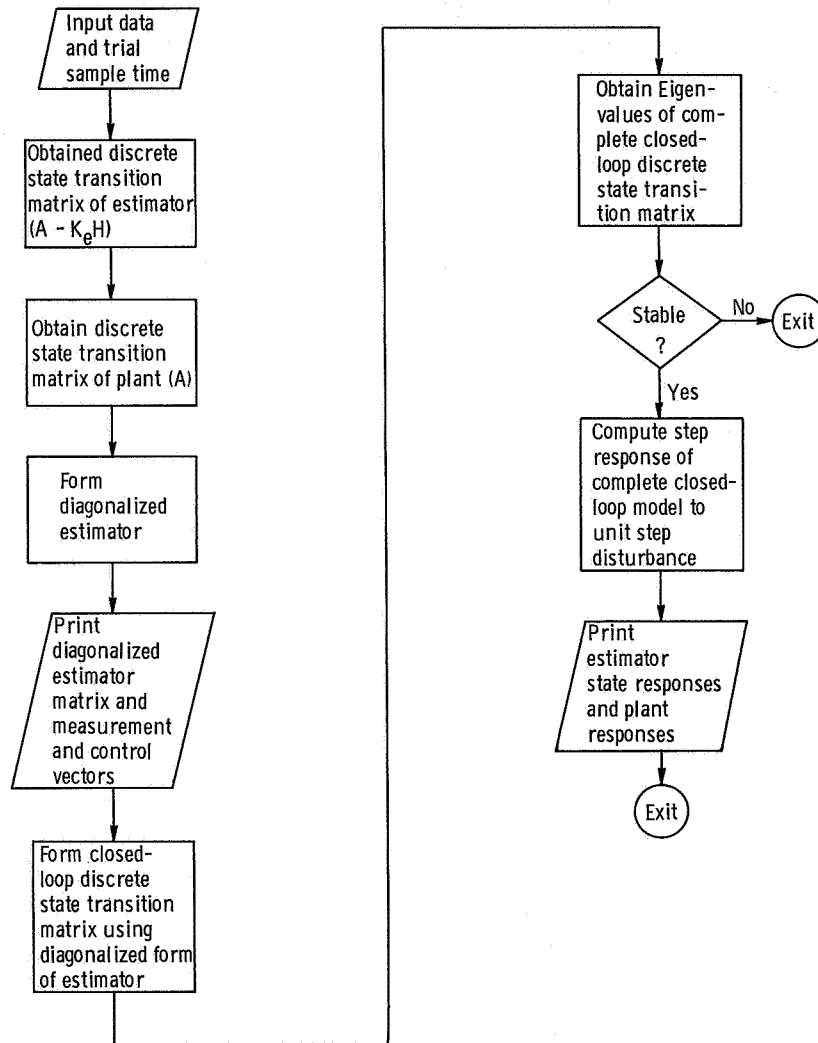 Input data
and trial
sample time
Obtained discrete
state transition
matrix of estimator
(A - KeH)
Obtain discrete
state transition
matrix of plant (A)
Form
diagonalized
estimator
Print
diagonalized
estimator
matrix and
measurement
and control
vectors
Form closed-
loop discrete
state transition
matrix using
diagonalized form
of estimator
Obtain Eigen-
values of com-
plete closed-
loop discrete
state transi-
tion matrix
Stable
?
No
Exit
Yes
Compute step
response of
complete closed-
loop model to
unit step
disturbance
Print
estimator
state responses
and plant
responses
Exit